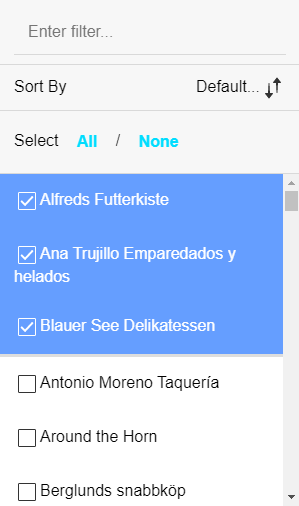 Enter filter...
Sort By Default...
Select All / None
Alfreds Futterkiste
Ana Trujillo Emparedados y
helados
Blauer See Delikatessen
Antonio Moreno Taquería
Around the Horn
Berglunds snabbköp